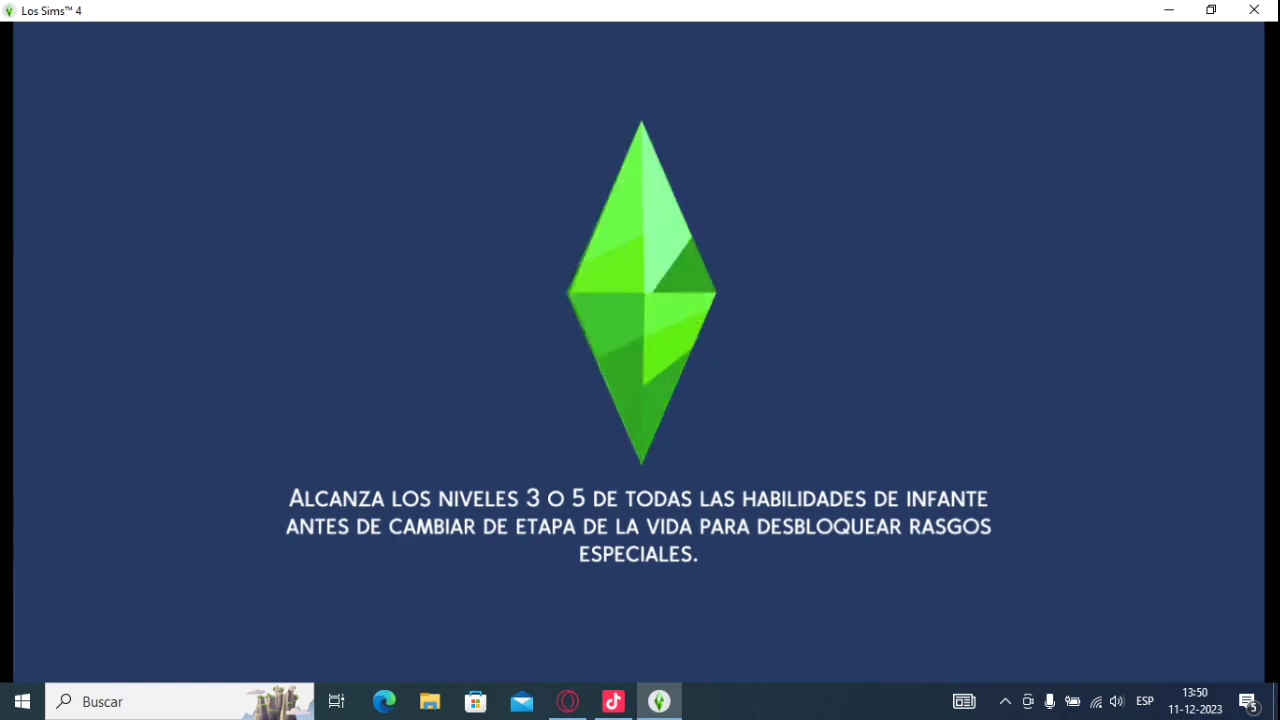 Los Sims™ 4
ALCANZA LOS NIVELES 3 O 5 DE TODAS LAS HABILIDADES DE INFANTE
ANTES DE CAMBIAR DE ETAPA DE LA VIDA PARA DESBLOQUEAR RASGOS
ESPECIALES.
Buscar
ESP
13:50
11-12-2023
5